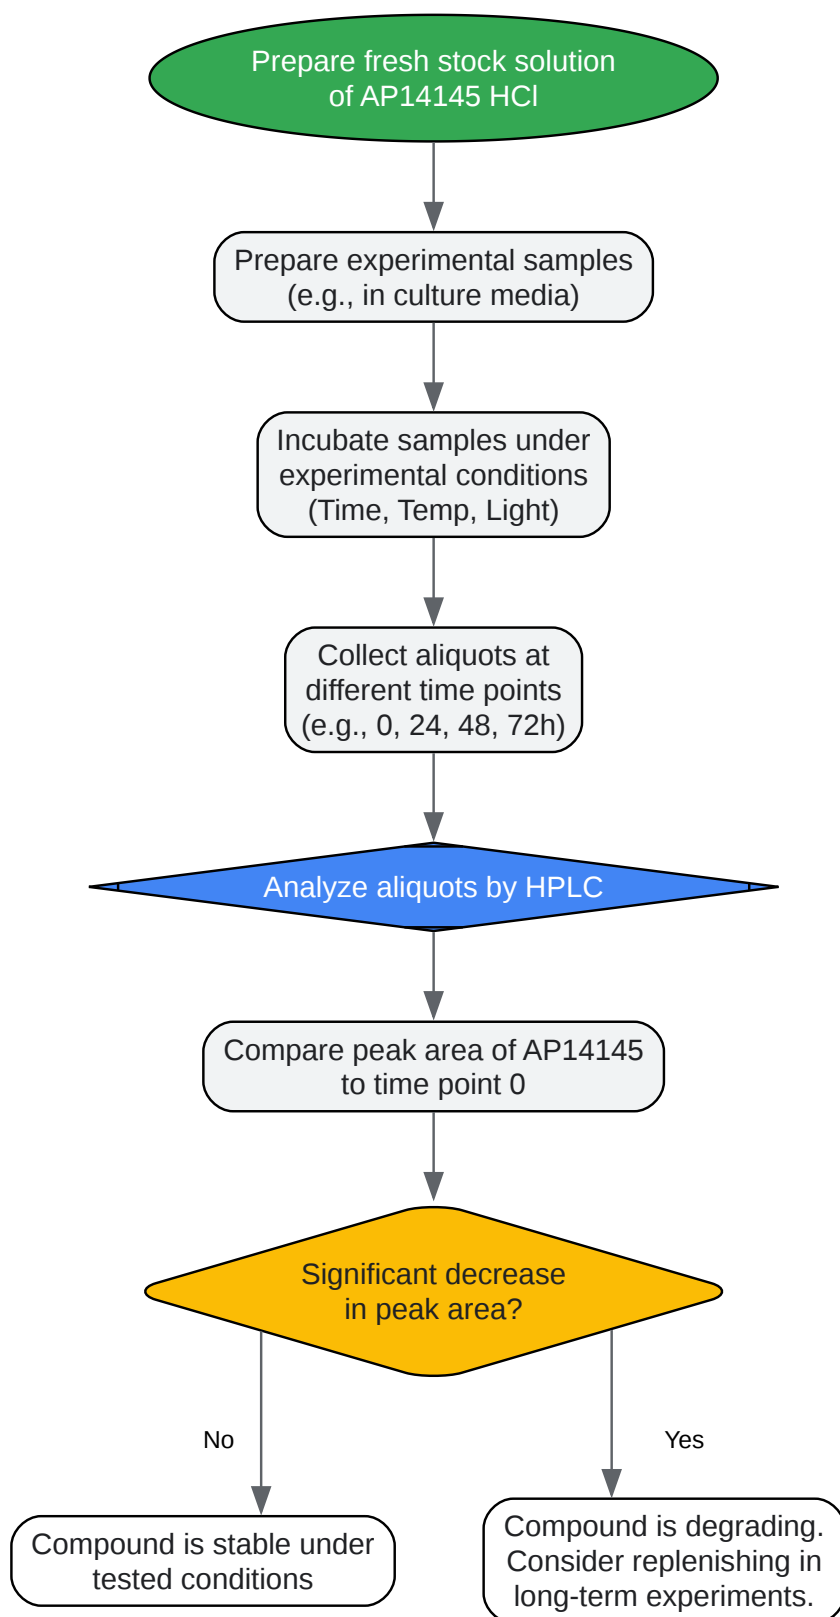 Prepare fresh stock solution
of AP14145 HCl
Prepare experimental samples
(e.g., in culture media)
Incubate samples under
experimental conditions
(Time, Temp, Light)
Collect aliquots at
different time points
(e.g., 0, 24, 48, 72h)
Analyze aliquots by HPLC
Compare peak area of AP14145
to time point 0
Significant decrease
in peak area?
No
Yes
Compound is stable under
tested conditions
Compound is degrading.
Consider replenishing in
long-term experiments.